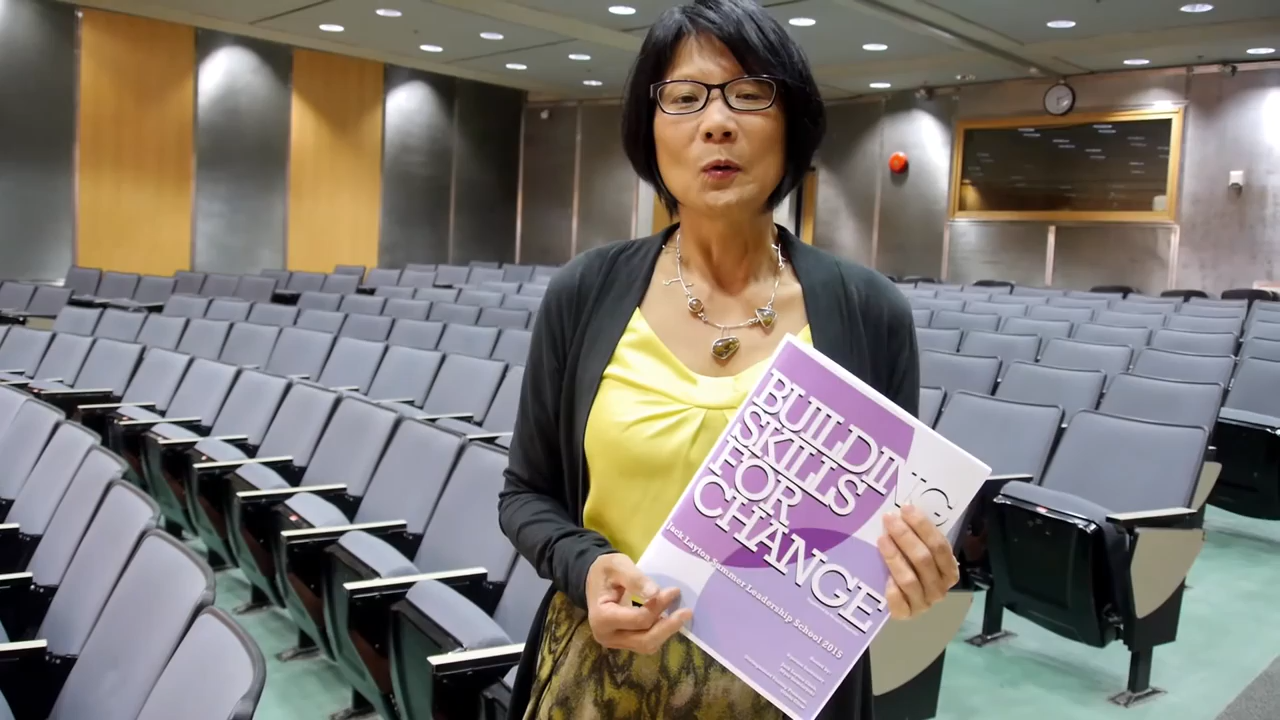 BUILDING
SKILLS
FOR
CHANGE
Jack Layton Summer Leadership School 2015